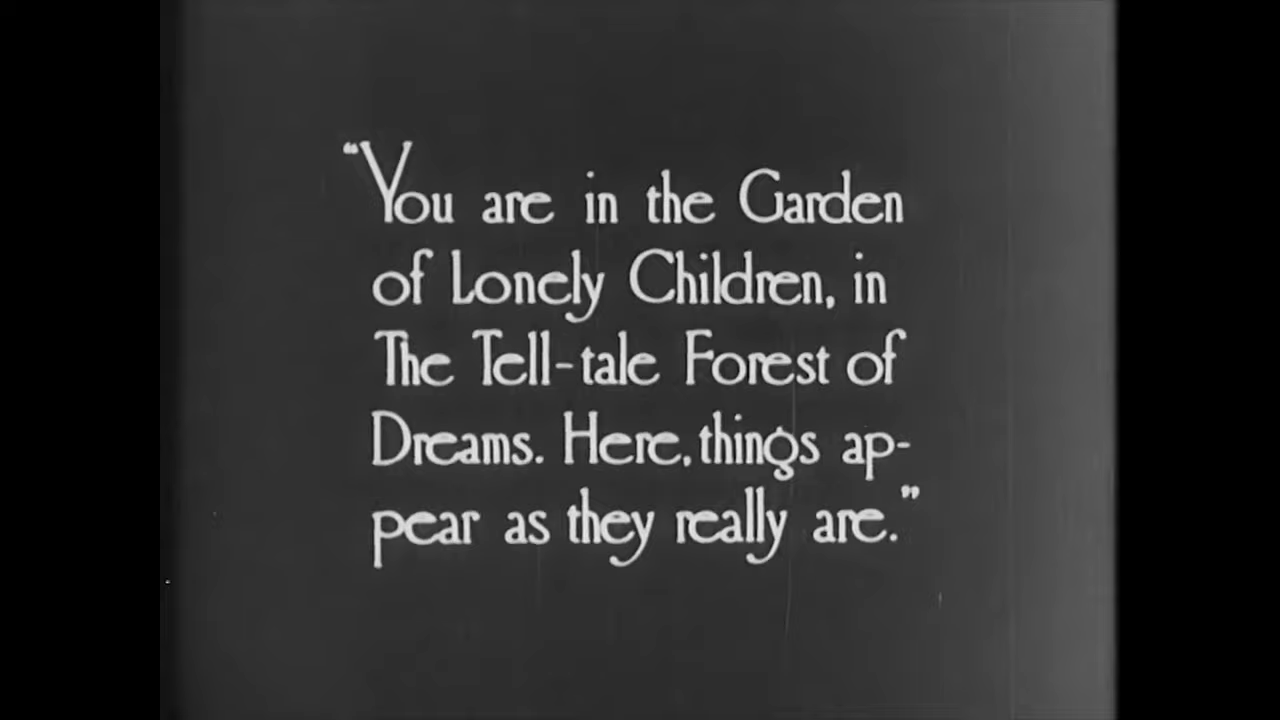 “You are in the Garden
of Lonely Children, in
The Tell-tale Forest of
Dreams. Here, things ap-
pear as they really are.”